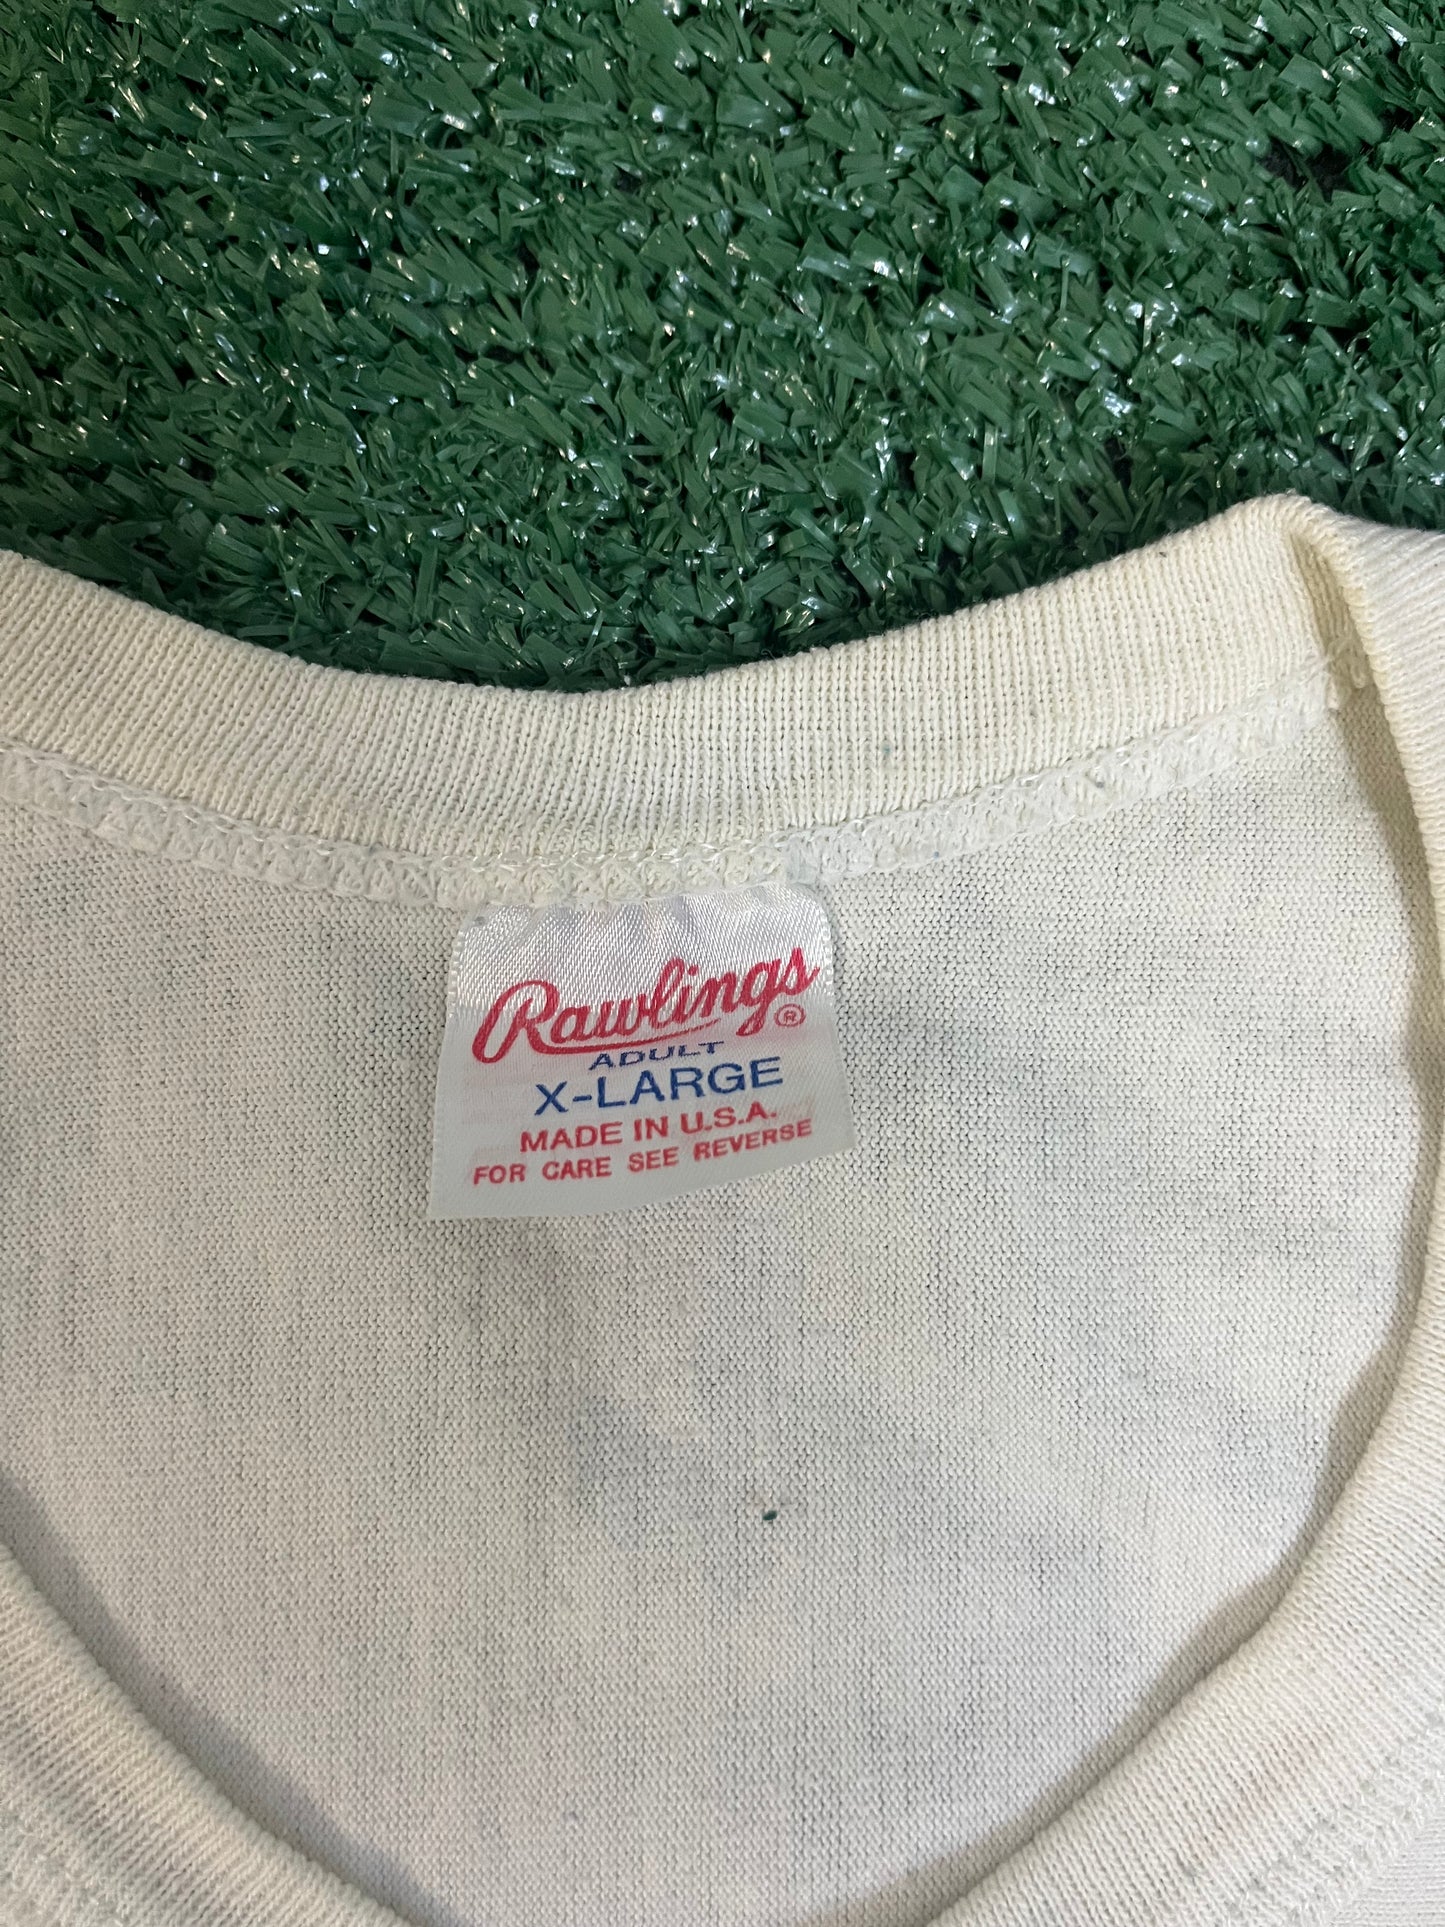 Rawlings®
ADULT
X-LARGE
MADE IN U.S.A.
FOR CARE SEE REVERSE